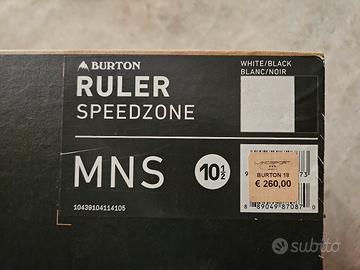 BURTON
RULER
SPEEDZONE
WHITE/BLACK
BLANC/NOIR
MNS
10½
10439104114105
BURTON 18
€ 260,00
subito